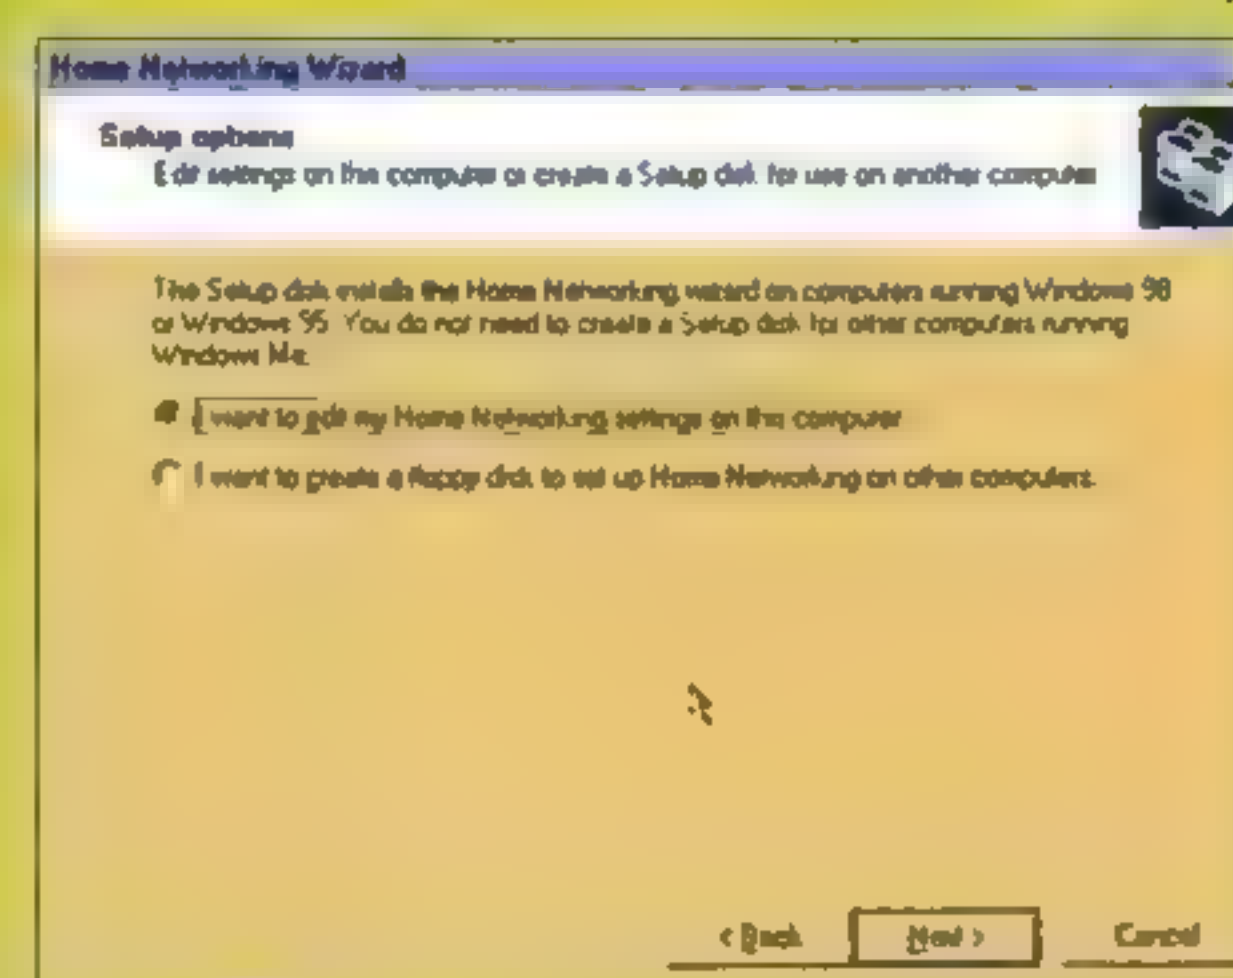 Home Networking Wizard
Setup options
Edit settings on this computer or create a Setup disk for use on another computer
The Setup disk installs the Home Networking wizard on computers running Windows 98
or Windows 95. You do not need to create a Setup disk for other computers running
Windows Me.
I want to edit my Home Networking settings on this computer
I want to create a floppy disk to set up Home Networking on other computers.
< Back
Next >
Cancel